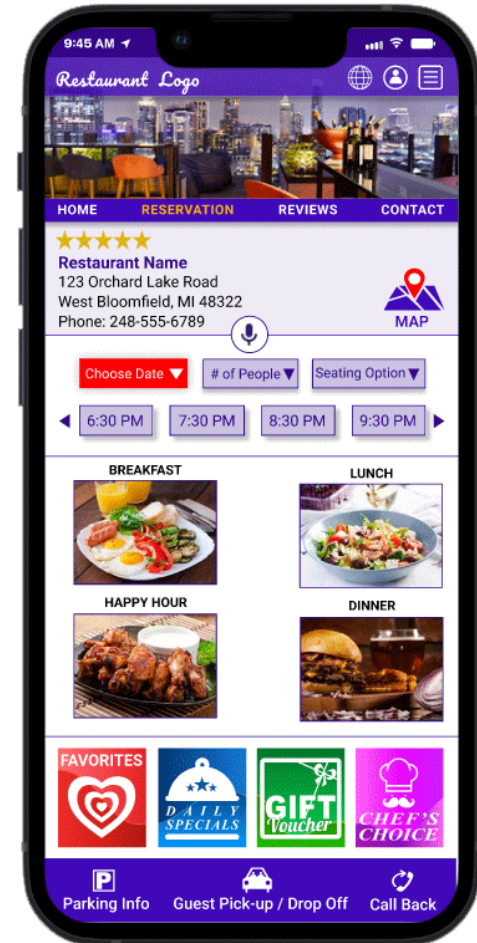 9:45 AM
Restaurant Logo
HOME RESERVATION REVIEWS CONTACT
Restaurant Name
123 Orchard Lake Road
West Bloomfield, MI 48322
Phone: 248-555-6789
MAP
Choose Date ▼ # of People ▼ Seating Option ▼
6:30 PM 7:30 PM 8:30 PM 9:30 PM
BREAKFAST LUNCH
HAPPY HOUR DINNER
FAVORITES
DAILY
SPECIALS
GIFT
Voucher
CHEF'S
CHOICE
P
Parking Info Guest Pick-up / Drop Off Call Back